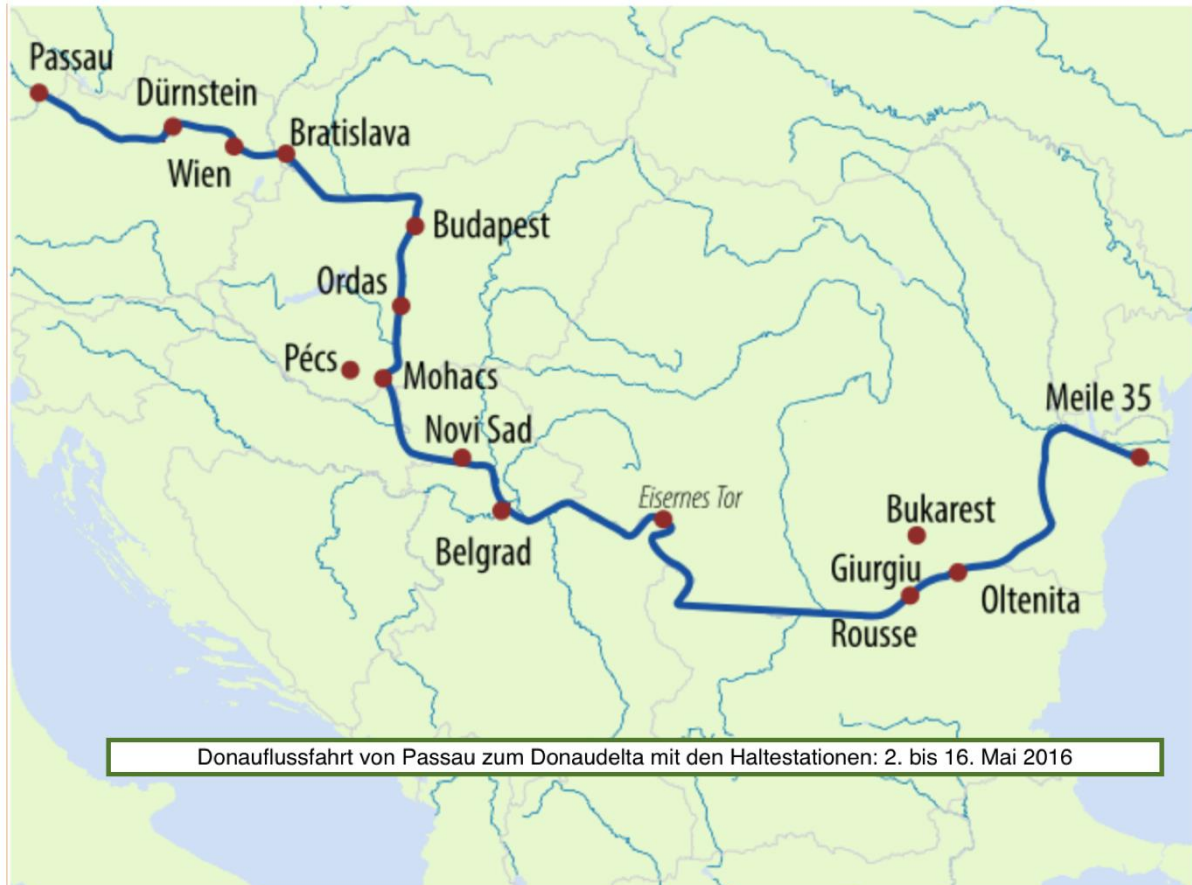 Passau
Dürnstein
Wien
Bratislava
Budapest
Ordas
Pécs
Mohacs
Novi Sad
Belgrad
Eisernes Tor
Meile 35
Bukarest
Giurgiu
Oltenita
Rousse
Donauflussfahrt von Passau zum Donaudelta mit den Haltestationen: 2. bis 16. Mai 2016